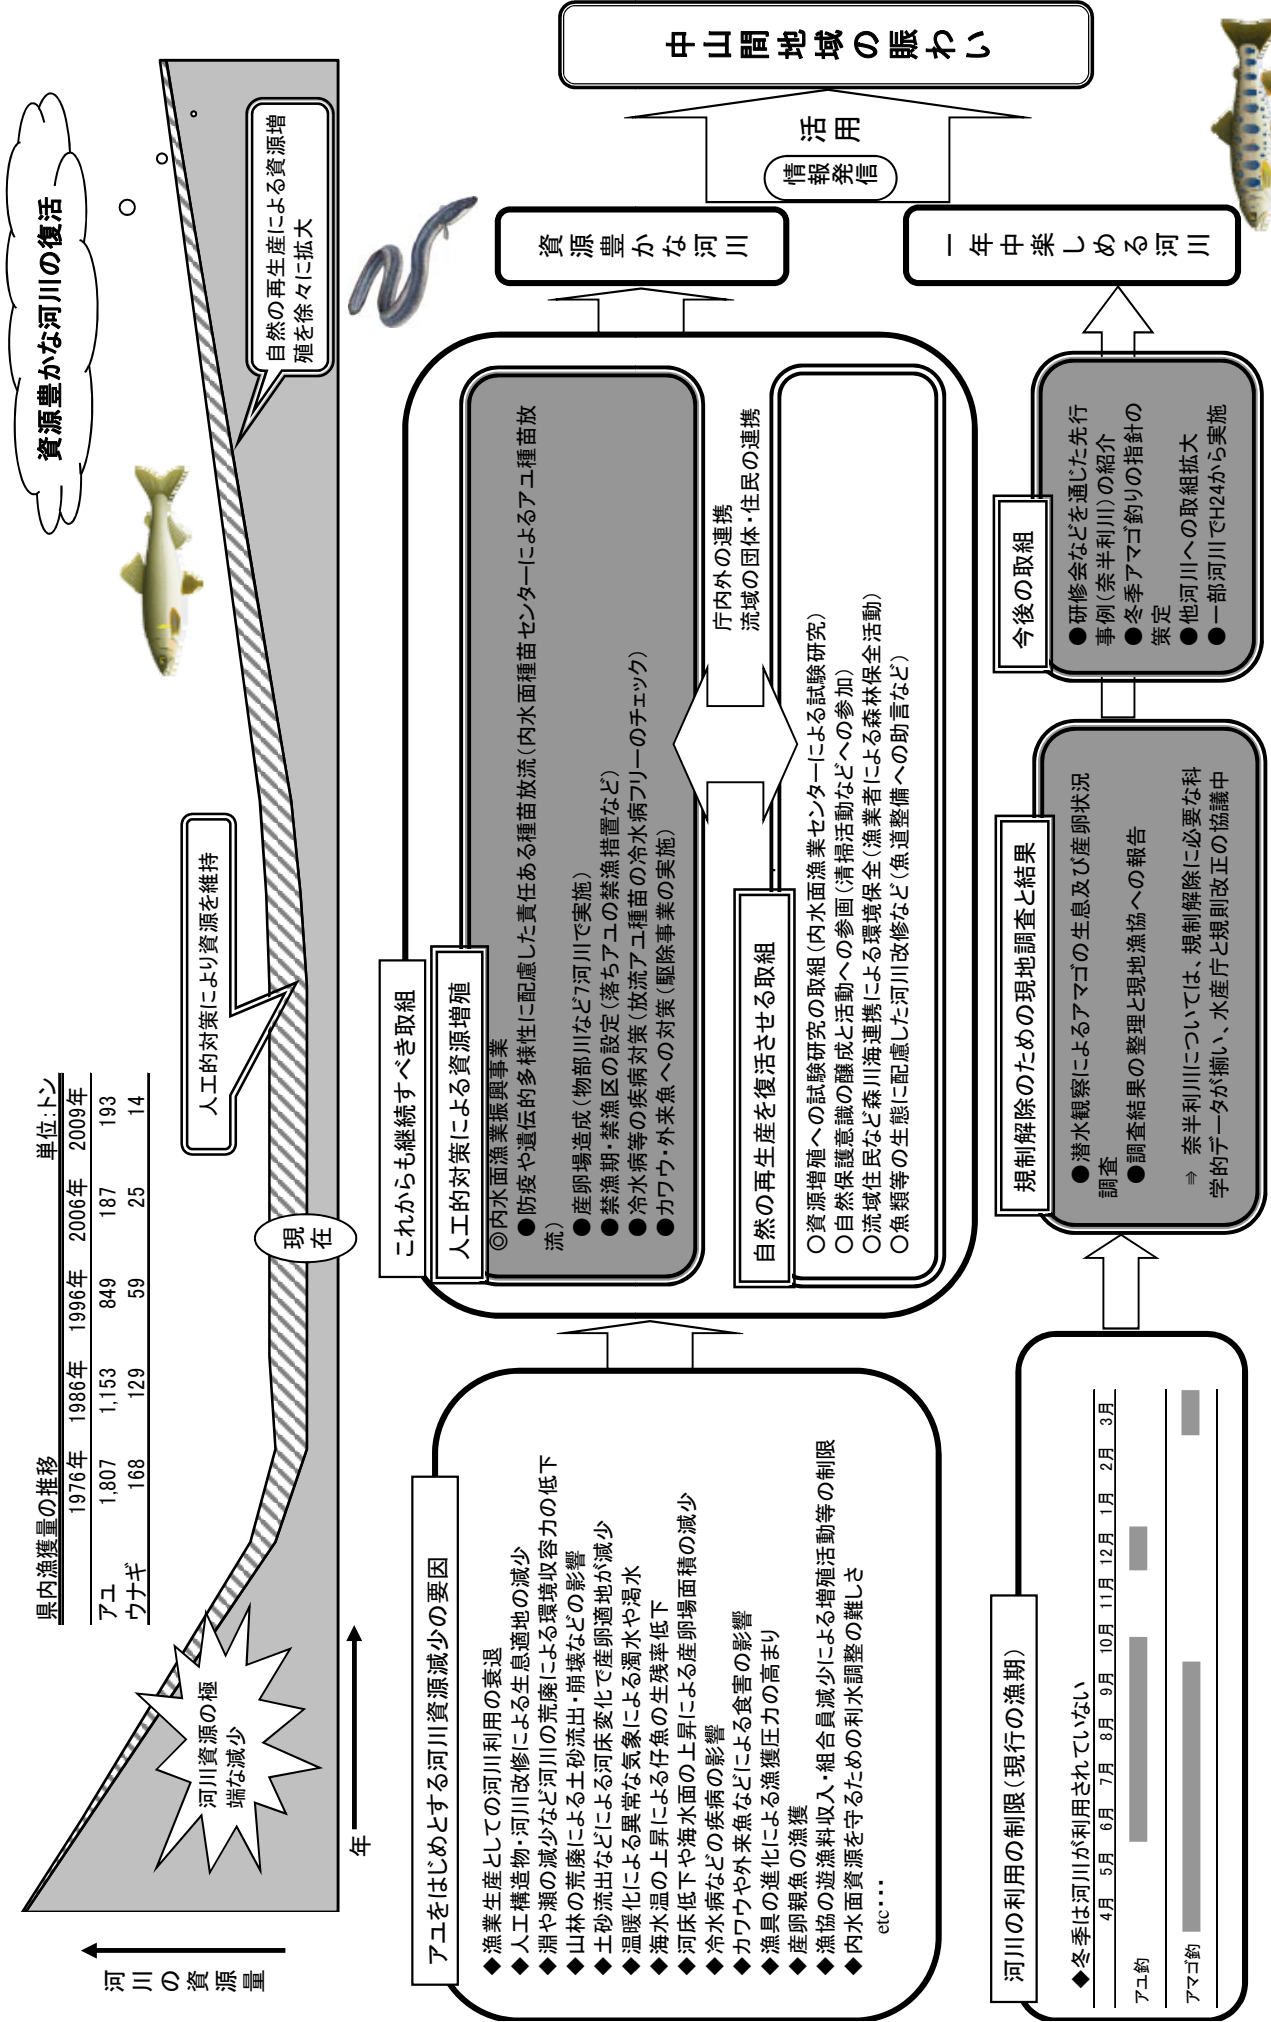 資源豊かな河川の復活
河川の資源量
年
河川資源の極
端な減少
県内漁獲量の推移
単位:トン
1976年 1986年 1996年 2006年 2009年
アユ 1,807 1,153 849 187 193
ウナギ 168 129 59 25 14
現在
人工的対策により資源を維持
自然の再生産による資源増
殖を徐々に拡大
アユをはじめとする河川資源減少の要因
◆漁業生産としての河川利用の衰退
◆人工構造物・河川改修による生息適地の減少
◆淵や瀬の減少など河川の荒廃による環境収容力の低下
◆山林の荒廃による土砂流出・崩壊などの影響
◆土砂流出などによる河床変化で産卵適地が減少
◆温暖化による異常な気象による濁水や渇水
◆海水温の上昇による仔魚の生残率低下
◆河床低下や海水面の上昇による産卵場面積の減少
◆冷水病などの疾病の影響
◆カワウや外来魚などによる食害の影響
◆漁具の進化による漁獲圧力の高まり
◆産卵親魚の漁獲
◆漁協の遊漁料収入・組合員減少による増殖活動等の制限
◆内水面資源を守るための利水調整の難しさ
etc・・・
これからも継続すべき取組
人工的対策による資源増殖
◎内水面漁業振興事業
●防疫や遺伝的多様性に配慮した責任ある種苗放流(内水面種苗センターによるアユ種苗放
流)
●産卵場造成(物部川など7河川で実施)
●禁漁期・禁漁区の設定(落ちアユの禁漁措置など)
●冷水病等の疾病対策(放流アユ種苗の冷水病フリーのチェック)
●カワウ・外来魚への対策(駆除事業の実施)
庁内外の連携
流域の団体・住民の連携
自然の再生産を復活させる取組
○資源増殖への試験研究の取組(内水面漁業センターによる試験研究)
○自然保護意識の醸成と活動への参画(清掃活動などへの参加)
○流域住民など森川海連携による環境保全(漁業者による森林保全活動)
○魚類等の生態に配慮した河川改修など(魚道整備への助言など)
資源豊かな河川
河川の利用の制限(現行の漁期)
◆冬季は河川が利用されていない
4月 5月 6月 7月 8月 9月 10月 11月 12月 1月 2月 3月
アユ釣
アマゴ釣
規制解除のための現地調査と結果
●潜水観察によるアマゴの生息及び産卵状況
調査
●調査結果の整理と現地漁協への報告
⇒ 奈半利川については、規制解除に必要な科
学的データが揃い、水産庁と規則改正の協議中
今後の取組
●研修会などを通じた先行
事例(奈半利川)の紹介
●冬季アマゴ釣りの指針の
策定
●他河川への取組拡大
●一部河川でH24から実施
一年中楽しめる河川
情報発信
活用
中山間地域の賑わい